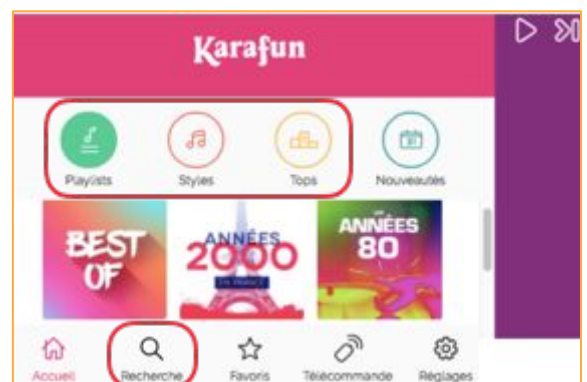 Karafun
Playlists Styles Tops Nouveautés
BEST OF
ANNÉES 2000
EN FRANCE
ANNÉES 80
Accueil Recherche Favoris Télécommande Réglages